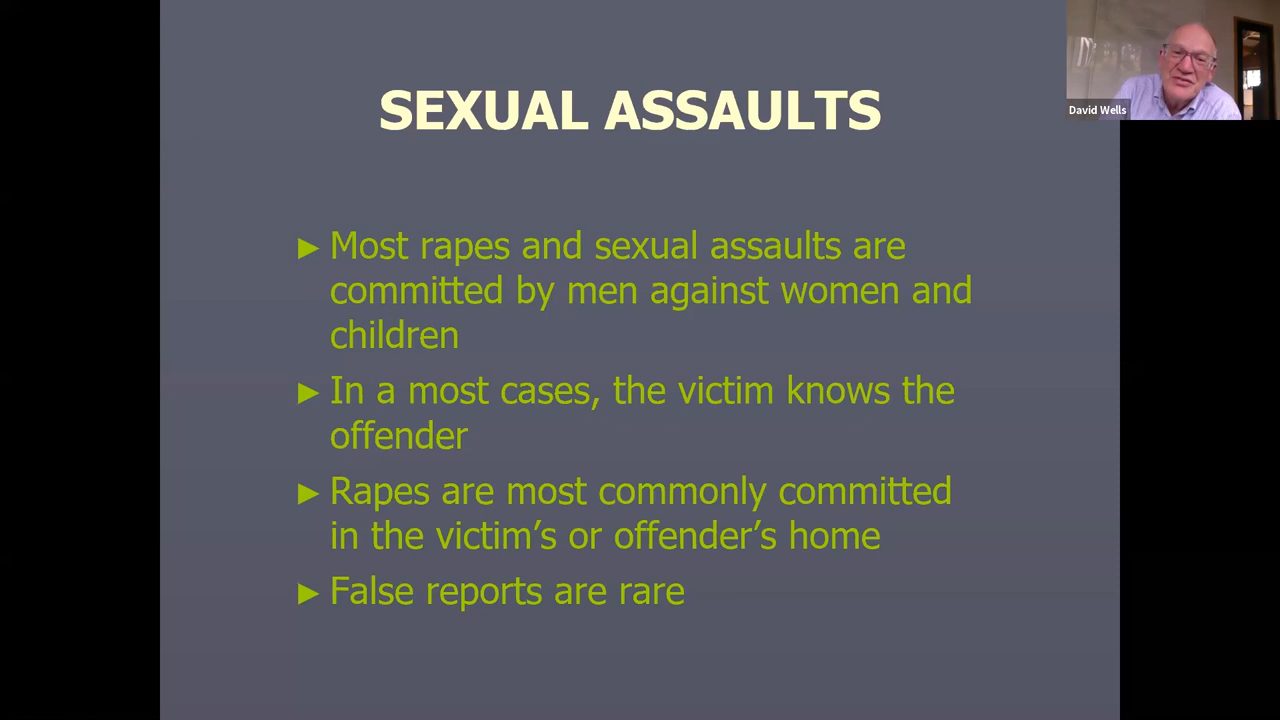 SEXUAL ASSAULTS
David Wells
► Most rapes and sexual assaults are
committed by men against women and
children
► In a most cases, the victim knows the
offender
► Rapes are most commonly committed
in the victim’s or offender’s home
► False reports are rare